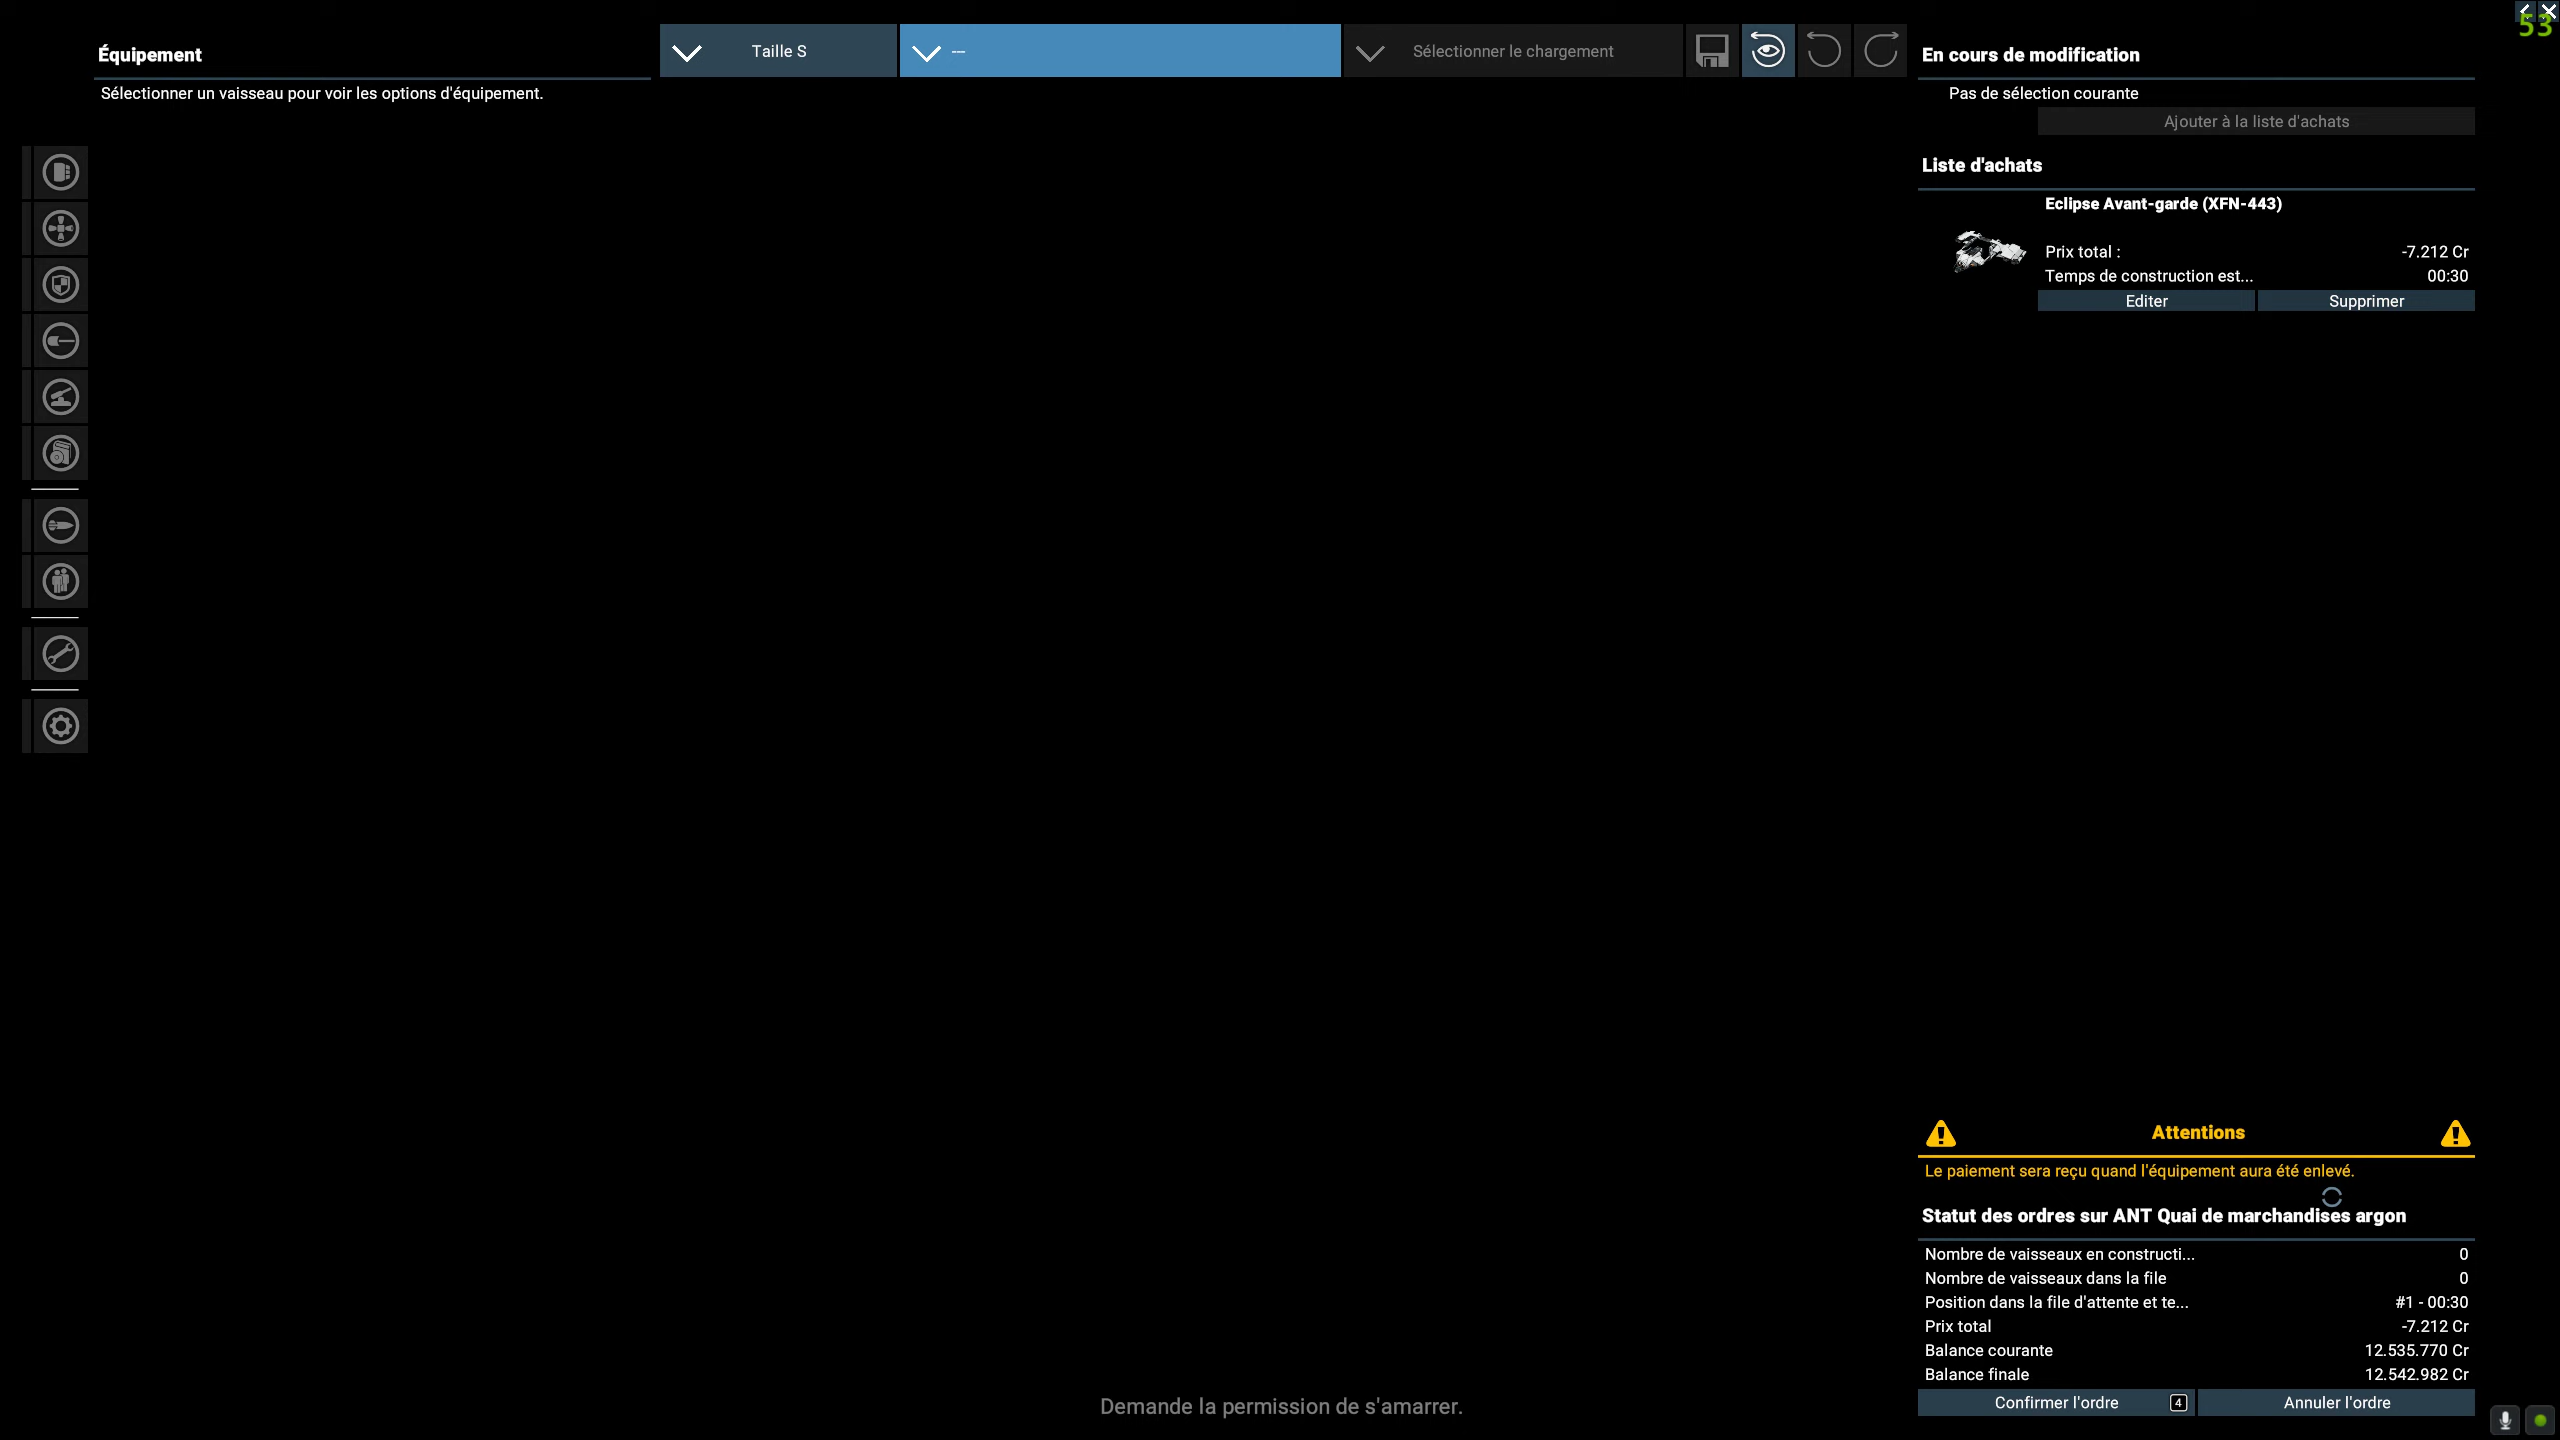 53
Équipement
Sélectionner un vaisseau pour voir les options d'équipement.
Taille S
---
Sélectionner le chargement
En cours de modification
Pas de sélection courante
Ajouter à la liste d'achats
Liste d'achats
Eclipse Avant-garde (XFN-443)
Prix total : -7.212 Cr
Temps de construction est... 00:30
Editer Supprimer
Attentions
Le paiement sera reçu quand l'équipement aura été enlevé.
Statut des ordres sur ANT Quai de marchandises argon
Nombre de vaisseaux en constructi... 0
Nombre de vaisseaux dans la file 0
Position dans la file d'attente et te... #1 - 00:30
Prix total -7.212 Cr
Balance courante 12.535.770 Cr
Balance finale 12.542.982 Cr
Confirmer l'ordre 4 Annuler l'ordre
Demande la permission de s'amarrer.